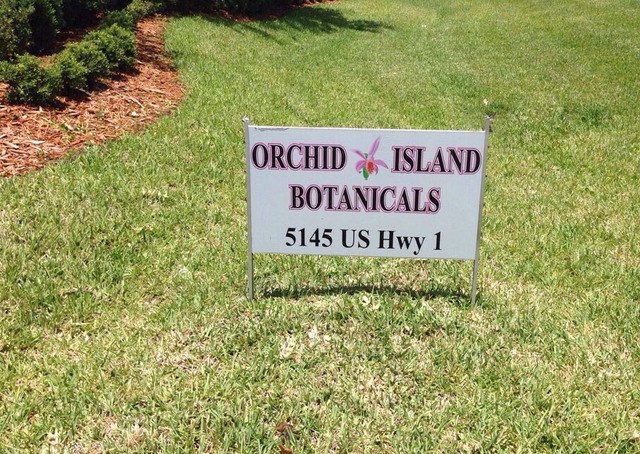 ORCHID ISLAND
BOTANICALS
5145 US Hwy 1